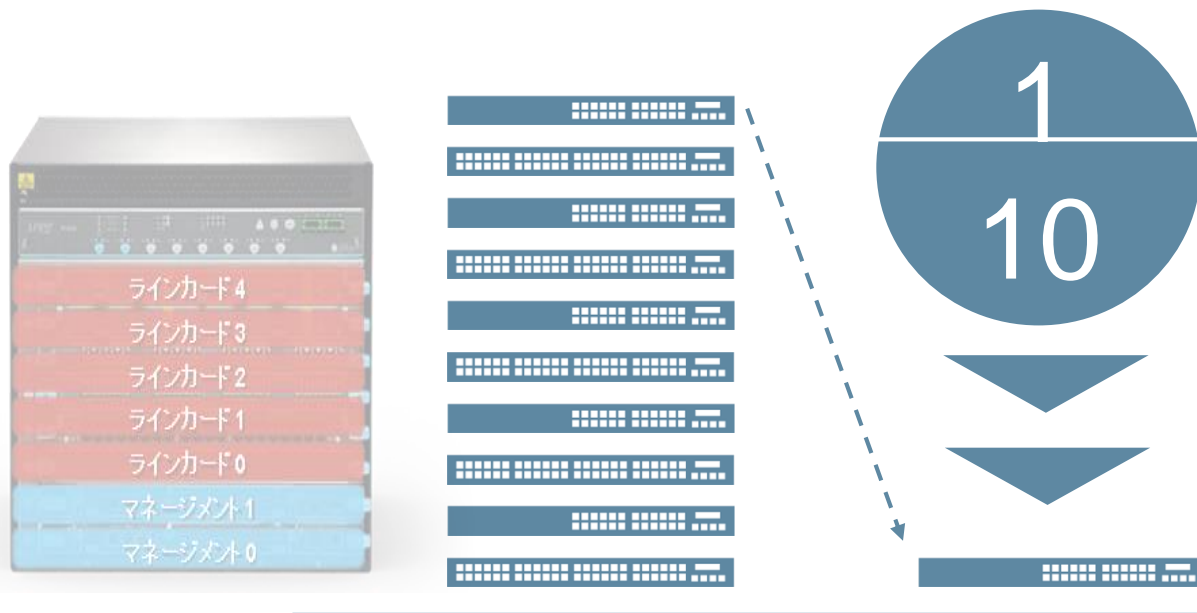 ラインカード 4
ラインカード 3
ラインカード 2
ラインカード 1
ラインカード 0
マネージメント 1
マネージメント 0
1
10